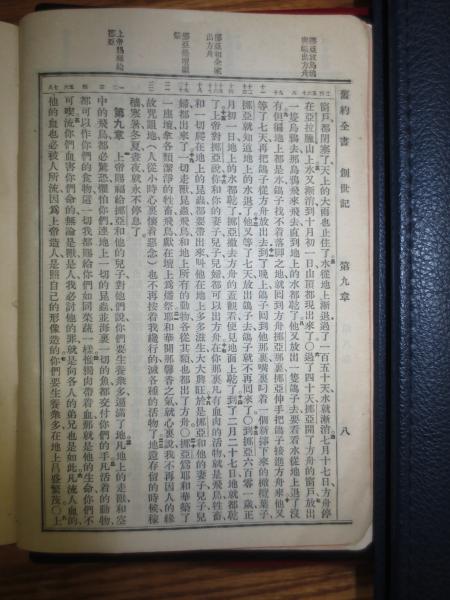 舊約全書 創世記 第九章 八
窗戶都閉塞了天上的大雨也止住了水從地上漸退過了一百五十天水就漸消七月十七日方舟停
在亞拉臘山上水又漸消到十月初一日山頂都現出來了○過了四十天挪亞開了方舟的窗戶放出
一隻烏鴉去那烏鴉飛來飛去直到地上的水都乾了他又放出一隻鴿子去要看看水從地上退了沒
有但徧地上都是水鴿子找不着落脚之地就回到方舟挪亞那裏挪亞伸手把鴿子接進方舟來他又
等了七天再把鴿子從方舟放出去到了晚上鴿子回到他那裏嘴裏叼着一個新擰下來的橄欖葉子
挪亞就知道地上的水退了他又等了七天放出鴿子去鴿子就不再回來了○到挪亞六百零一歲正
月初一日地上的水都乾了挪亞撤去方舟的蓋觀看便見地面上乾了到了二月二十七日地就都乾
了○上帝對挪亞說你和你的妻子兒子兒婦都可以出方舟在你那裏凡有血肉的活物就是飛鳥牲畜
和一切爬在地上的昆蟲都要帶出來叫他在地上多多滋生大大興旺於是挪亞和他的妻子兒子兒
婦都出來了一切走獸昆蟲飛鳥和地上所有的動物各從其類也都出了方舟○挪亞爲耶和華築了
一座壇拿各類潔淨的牲畜飛鳥獻在壇上爲燔祭耶和華聞那馨香之氣就心裏說我不再因人的緣
故咒詛地(人從小時心裏懷着惡念)也不再按着我纔行的滅各種的活物了地還存的時候稼
穡寒暑冬夏晝夜就永不停息了
第九章 上帝賜福給挪亞和他的兒子對他們說你們要生養衆多遍滿了地凡地上的走獸和空
中的飛鳥都必驚恐懼怕你們連地上一切的昆蟲並海裏一切的魚都交付你們的手凡活着的動物
都可以作你們的食物這一切我都賜給你們如同菜蔬一樣惟獨肉帶着血那就是他的生命你們不
可喫流你們血害你們命的無論是獸是人我必討他的罪就是向各人的弟兄也是如此凡流人血的
他的血也必被人所流因爲上帝造人是照自己的形像造的你們要生養衆多在地上昌盛繁茂○上
挪亞和全家
出方舟
上帝賜福給
挪亞